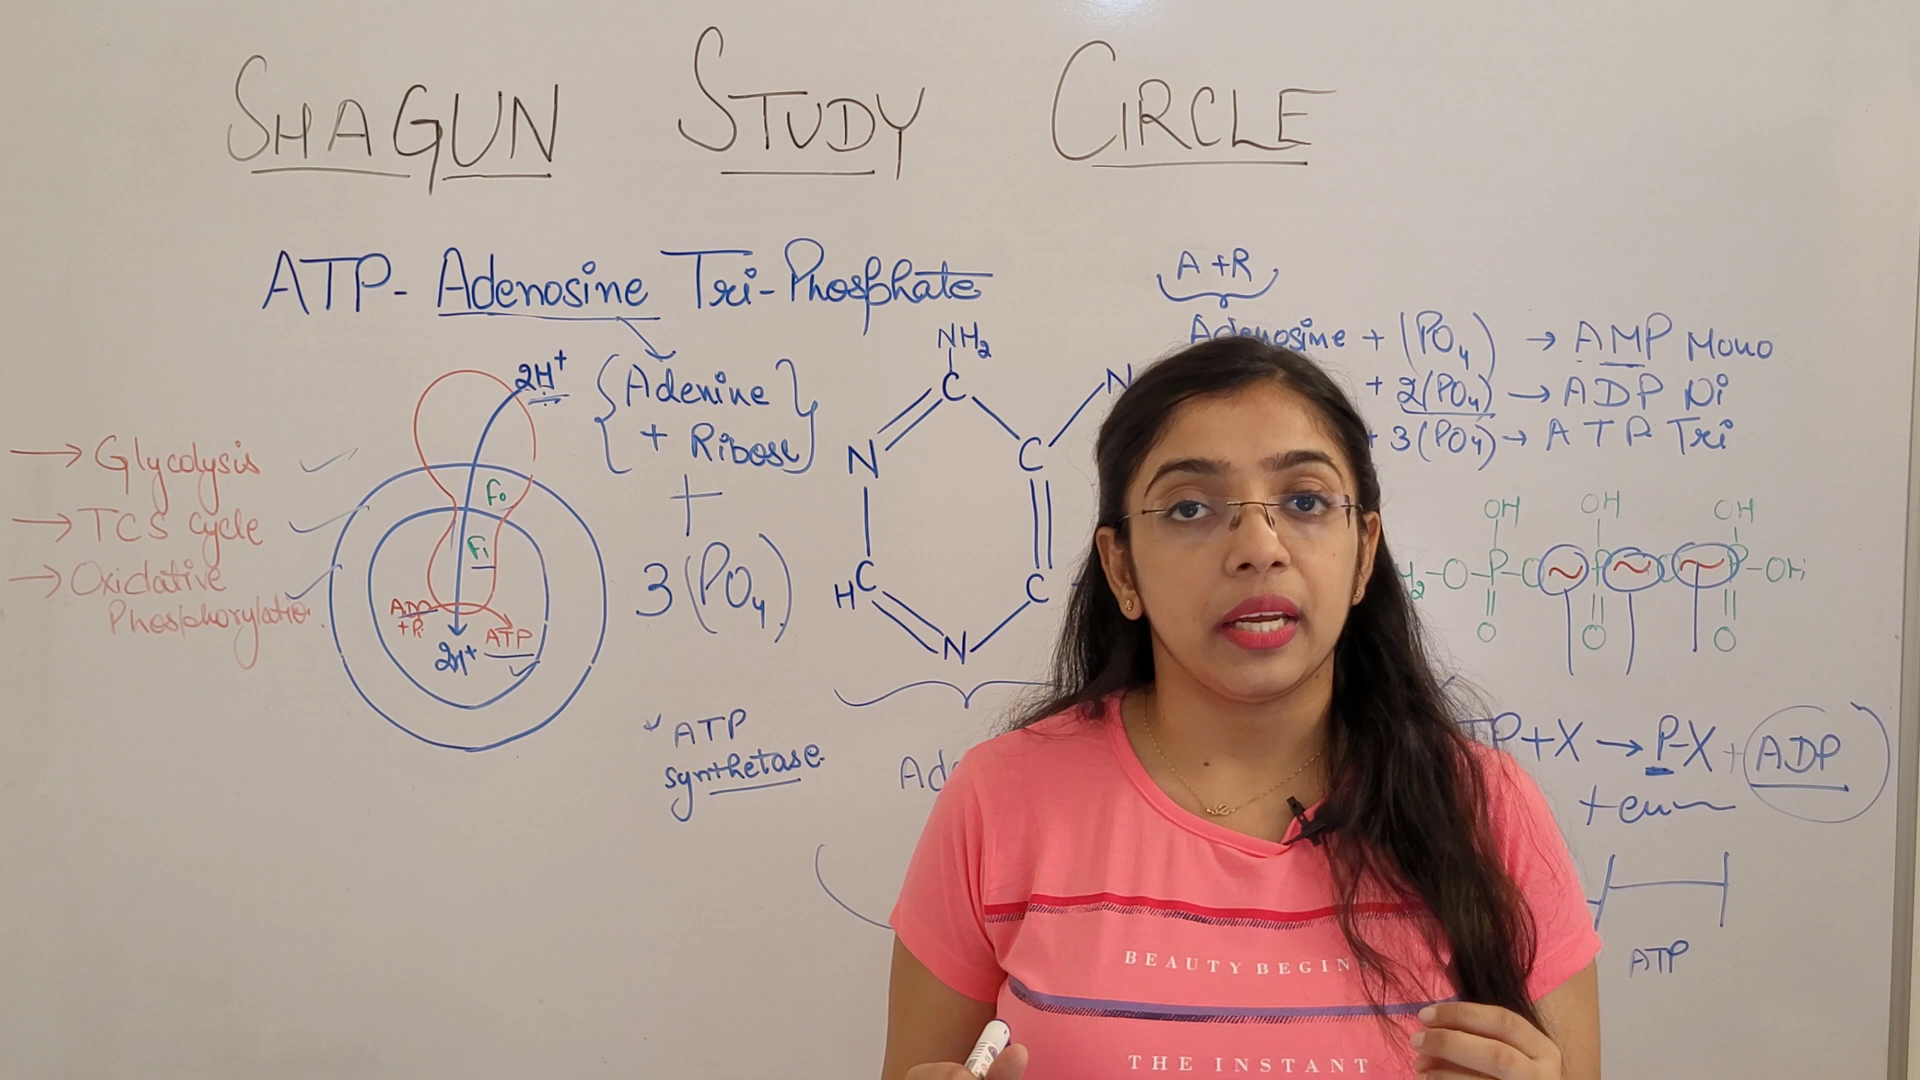 SHAGUN STUDY CIRCLE
ATP- Adenosine Tri-Phosphate
{Adenine
+ Ribose}
+
3(PO4)
2H+
F0
F1
ADP
+Pi
ATP
2H+
→ Glycolysis
→ TCS Cycle
→ Oxidative
Phosphorylation
ATP
synthetase
NH2
C
N
C
N
HC
C
N
A+R
Adenosine + (PO4) → AMP Mono
+ 2(PO4) → ADP Di
+ 3(PO4) → ATP Tri
OH OH OH
-O-P-O~P ~ ~P-OH
O O O
TP+X → P-X + ADP
ATP
BEAUTY BEGINS
THE INSTANT